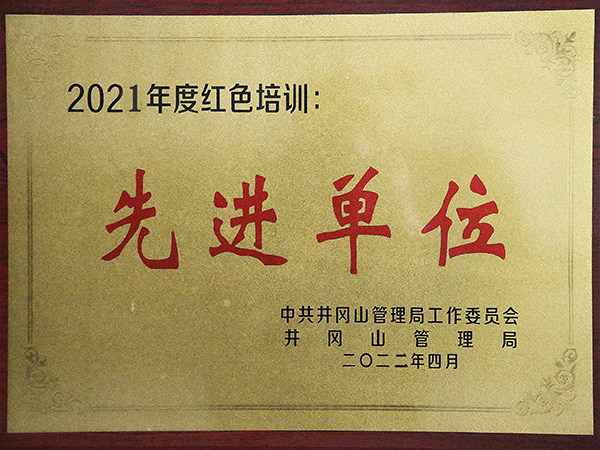 2021年度红色培训：
先进单位
中共井冈山管理局工作委员会
井冈山管理局
二〇二二年四月